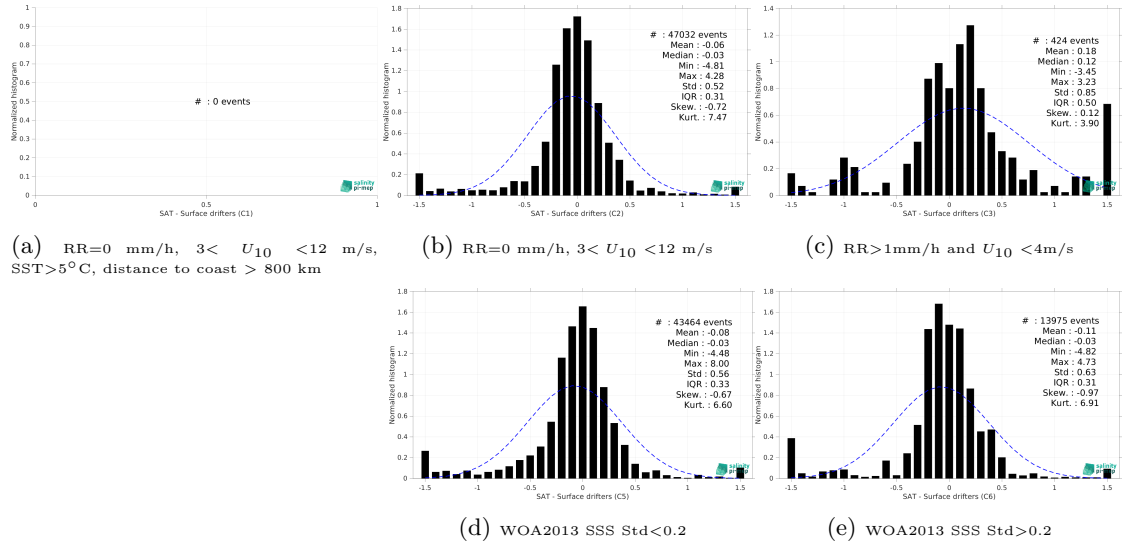 1
0.9
0.8
0.7
0.6
0.5
0.4
0.3
0.2
0.1
0
Normalized histogram
# : 0 events
salinity
pi-mep
0 0.5 1
SAT - Surface drifters (C1)
(a) RR=0 mm/h, 3< U10 <12 m/s,
SST>5°C, distance to coast > 800 km
1.8
1.6
1.4
1.2
1
0.8
0.6
0.4
0.2
0
Normalized histogram
# : 47032 events
Mean : -0.06
Median : -0.03
Min : -4.81
Max : 4.28
Std : 0.52
IQR : 0.31
Skew. : -0.72
Kurt. : 7.47
salinity
pi-mep
-1.5 -1 -0.5 0 0.5 1 1.5
SAT - Surface drifters (C2)
(b) RR=0 mm/h, 3< U10 <12 m/s
1.4
1.2
1
0.8
0.6
0.4
0.2
0
Normalized histogram
# : 424 events
Mean : 0.18
Median : 0.12
Min : -3.45
Max : 3.23
Std : 0.85
IQR : 0.50
Skew. : 0.12
Kurt. : 3.90
-1.5 -1 -0.5 0 0.5 1 1.5
SAT - Surface drifters (C3)
(c) RR>1mm/h and U10 <4m/s
1.8
1.6
1.4
1.2
1
0.8
0.6
0.4
0.2
0
Normalized histogram
# : 43464 events
Mean : -0.08
Median : -0.03
Min : -4.48
Max : 8.00
Std : 0.56
IQR : 0.33
Skew. : -0.67
Kurt. : 6.60
salinity
pi-mep
-1.5 -1 -0.5 0 0.5 1 1.5
SAT - Surface drifters (C5)
(d) WOA2013 SSS Std<0.2
1.8
1.6
1.4
1.2
1
0.8
0.6
0.4
0.2
0
Normalized histogram
# : 13975 events
Mean : -0.11
Median : -0.03
Min : -4.82
Max : 4.73
Std : 0.63
IQR : 0.31
Skew. : -0.97
Kurt. : 6.91
salinity
pi-mep
-1.5 -1 -0.5 0 0.5 1 1.5
SAT - Surface drifters (C6)
(e) WOA2013 SSS Std>0.2